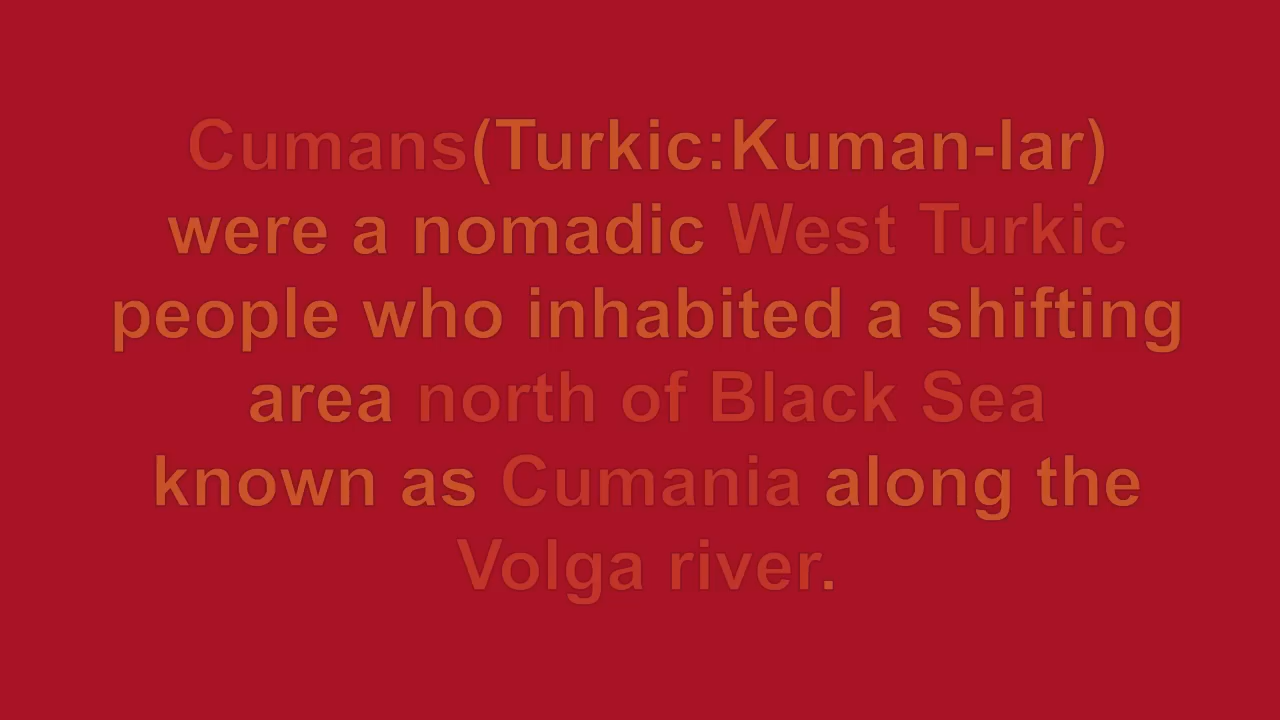 Cumans(Turkic:Kuman-lar)
were a nomadic West Turkic
people who inhabited a shifting
area north of Black Sea
known as Cumania along the
Volga river.